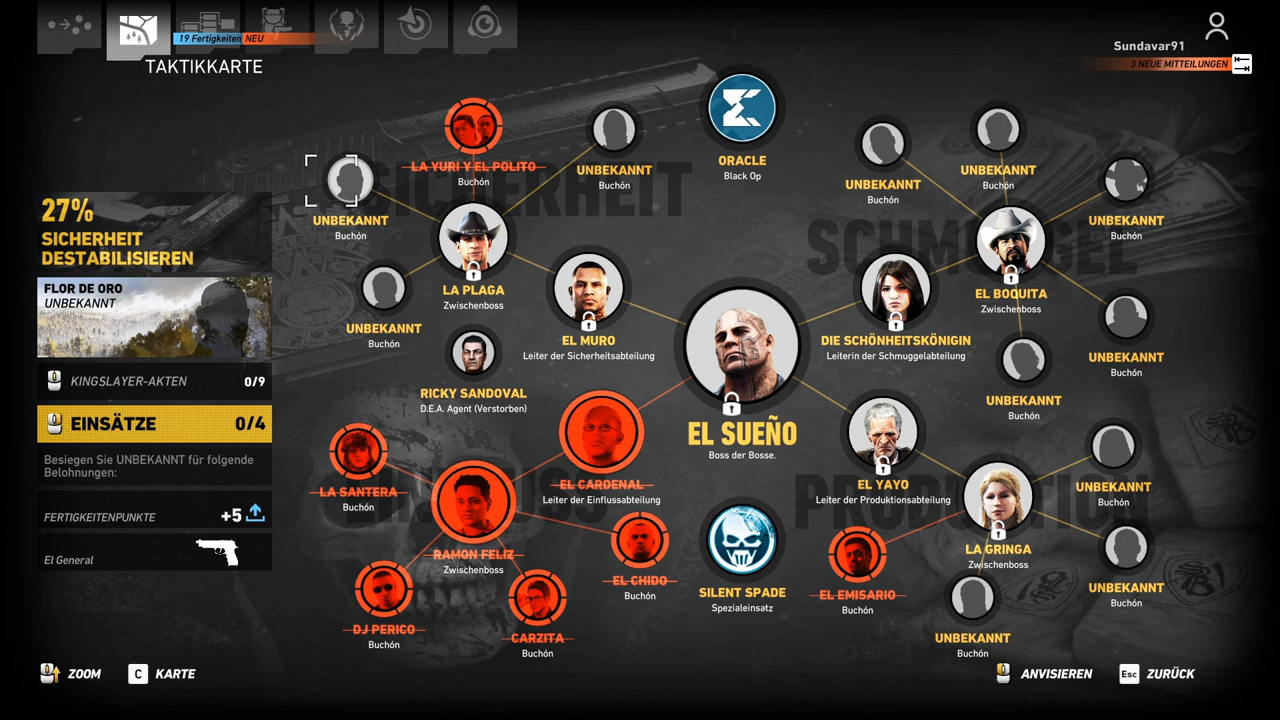 19 Fertigkeiten NEU
TAKTIKKARTE
Sundavar91
3 NEUE MITTEILUNGEN
SICHERHEIT
SCHMUGGEL
EINFLUSS
PRODUKTION
27%
SICHERHEIT
DESTABILISIEREN
FLOR DE ORO
UNBEKANNT
KINGSLAYER-AKTEN 0/9
EINSÄTZE 0/4
Besiegen Sie UNBEKANNT für folgende
Belohnungen:
FERTIGKEITENPUNKTE +5
El General
LA YURI Y EL POLITO
Buchón
UNBEKANNT
Buchón
UNBEKANNT
Buchón
LA PLAGA
Zwischenboss
UNBEKANNT
Buchón
EL MURO
Leiter der Sicherheitsabteilung
RICKY SANDOVAL
D.E.A. Agent (Verstorben)
ORACLE
Black Op
UNBEKANNT
Buchón
UNBEKANNT
Buchón
UNBEKANNT
Buchón
EL BOQUITA
Zwischenboss
DIE SCHÖNHEITSKÖNIGIN
Leiterin der Schmuggelabteilung
UNBEKANNT
Buchón
UNBEKANNT
Buchón
EL SUEÑO
Boss der Bosse.
LA SANTERA
Buchón
EL CARDENAL
Leiter der Einflussabteilung
RAMON FELIZ
Zwischenboss
EL CHIDO
Buchón
DJ PERICO
Buchón
CARZITA
Buchón
SILENT SPADE
Spezialeinsatz
EL YAYO
Leiter der Produktionsabteilung
UNBEKANNT
Buchón
LA GRINGA
Zwischenboss
EL EMISARIO
Buchón
UNBEKANNT
Buchón
UNBEKANNT
Buchón
ZOOM
C KARTE
ANVISIEREN
Esc ZURÜCK